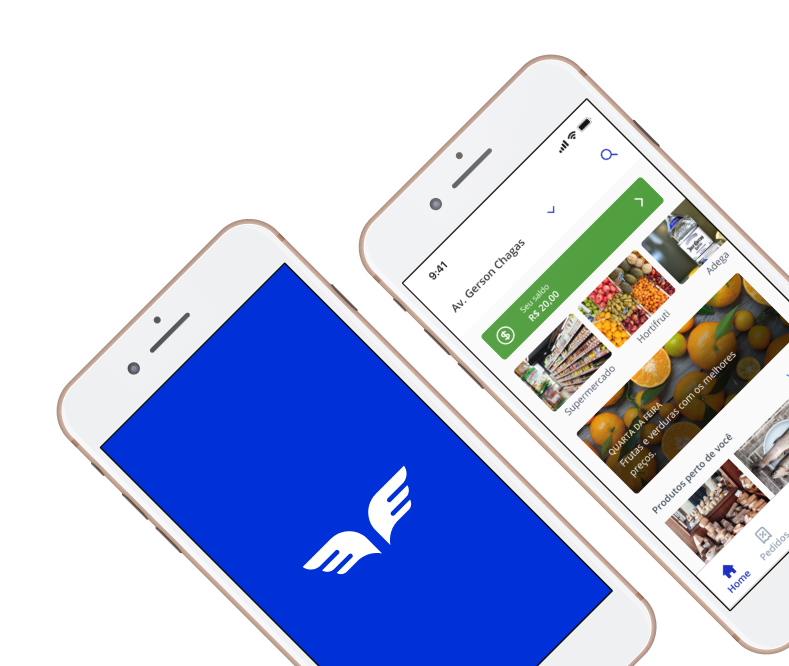 9:41
Av. Gerson Chagas
Seu saldo
R$ 20,00
Supermercado
Hortifruti
Adega
QUARTA DA FEIRA
Frutas e verduras com os melhores
preços.
Produtos perto de você
Home
Pedidos